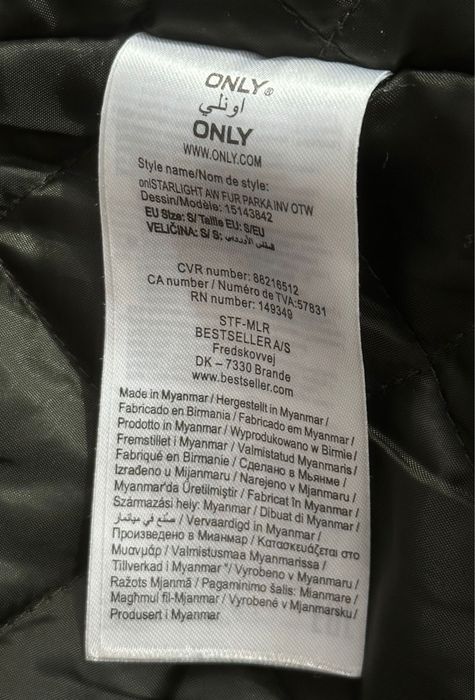 ONLY®
اونلي
ONLY
WWW.ONLY.COM
Style name/Nom de style:
onlSTARLIGHT AW FUR PARKA INV OTW
Dessin/Modèle: 15143842
EU Size: S/ Taille EU: S/EU
VELIČINA: S/ S: المقاس الأوروبي
CVR number: 88216512
CA number / Numéro de TVA:57831
RN number: 149349
STF-MLR
BESTSELLER A/S
Fredskovvej
DK – 7330 Brande
www.bestseller.com
Made in Myanmar / Hergestellt in Myanmar /
Fabricado en Birmania / Fabricado em Myanmar /
Prodotto in Myanmar / Wyprodukowano w Birmie/
Fremstillet i Myanmar / Valmistatud Myanmaris/
Fabriqué en Birmanie / Сделано в Мьянме /
Izrađeno u Mijanmaru / Narejeno v Mjanmaru /
Myanmar'da Üretilmiştir / Fabricat în Myanmar /
Származási hely: Myanmar / Dibuat di Myanmar /
صنع في ميانمار / Vervaardigd in Myanmar /
Произведено в Мианмар / Κατασκευάζεται στο
Μυανμάρ / Valmistusmaa Myanmarissa /
Tillverkad i Myanmar */ Vyrobeno v Myanmaru /
Ražots Mjanmā / Pagaminimo šalis: Mianmare /
Magħmul fil-Mjanmar / Vyrobené v Mjanmarsku /
Produsert i Myanmar